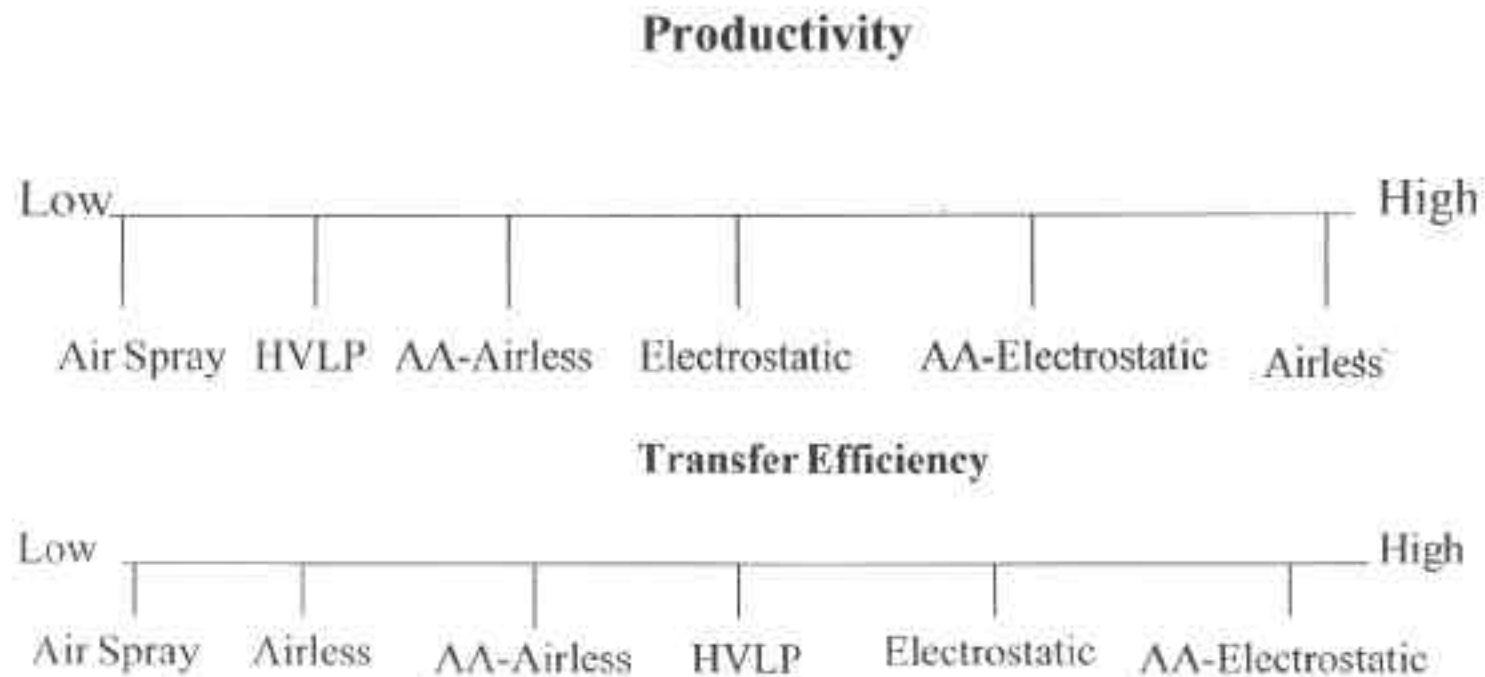 Productivity
Low High
Air Spray HVLP AA-Airless Electrostatic AA-Electrostatic Airless
Transfer Efficiency
Low High
Air Spray Airless AA-Airless HVLP Electrostatic AA-Electrostatic